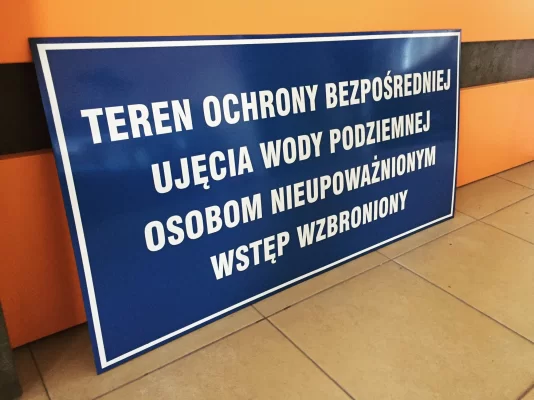 TEREN OCHRONY BEZPOŚREDNIEJ
UJĘCIA WODY PODZIEMNEJ
OSOBOM NIEUPOWAŻNIONYM
WSTĘP WZBRONIONY